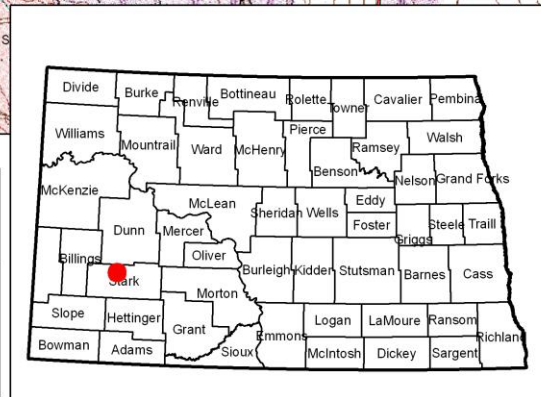 S
Divide Burke Renville Bottineau Rolette Towner Cavalier Pembina
Pierce
Williams Mountrail Ward McHenry Ramsey Walsh
Benson
McKenzie Nelson Grand Forks
McLean Eddy
Dunn Mercer Sheridan Wells Foster Griggs Steele Traill
Billings Oliver
Stark Burleigh Kidder Stutsman Barnes Cass
Morton
Slope Hettinger Grant Emmons Logan LaMoure Ransom Richland
Bowman Adams Sioux McIntosh Dickey Sargent